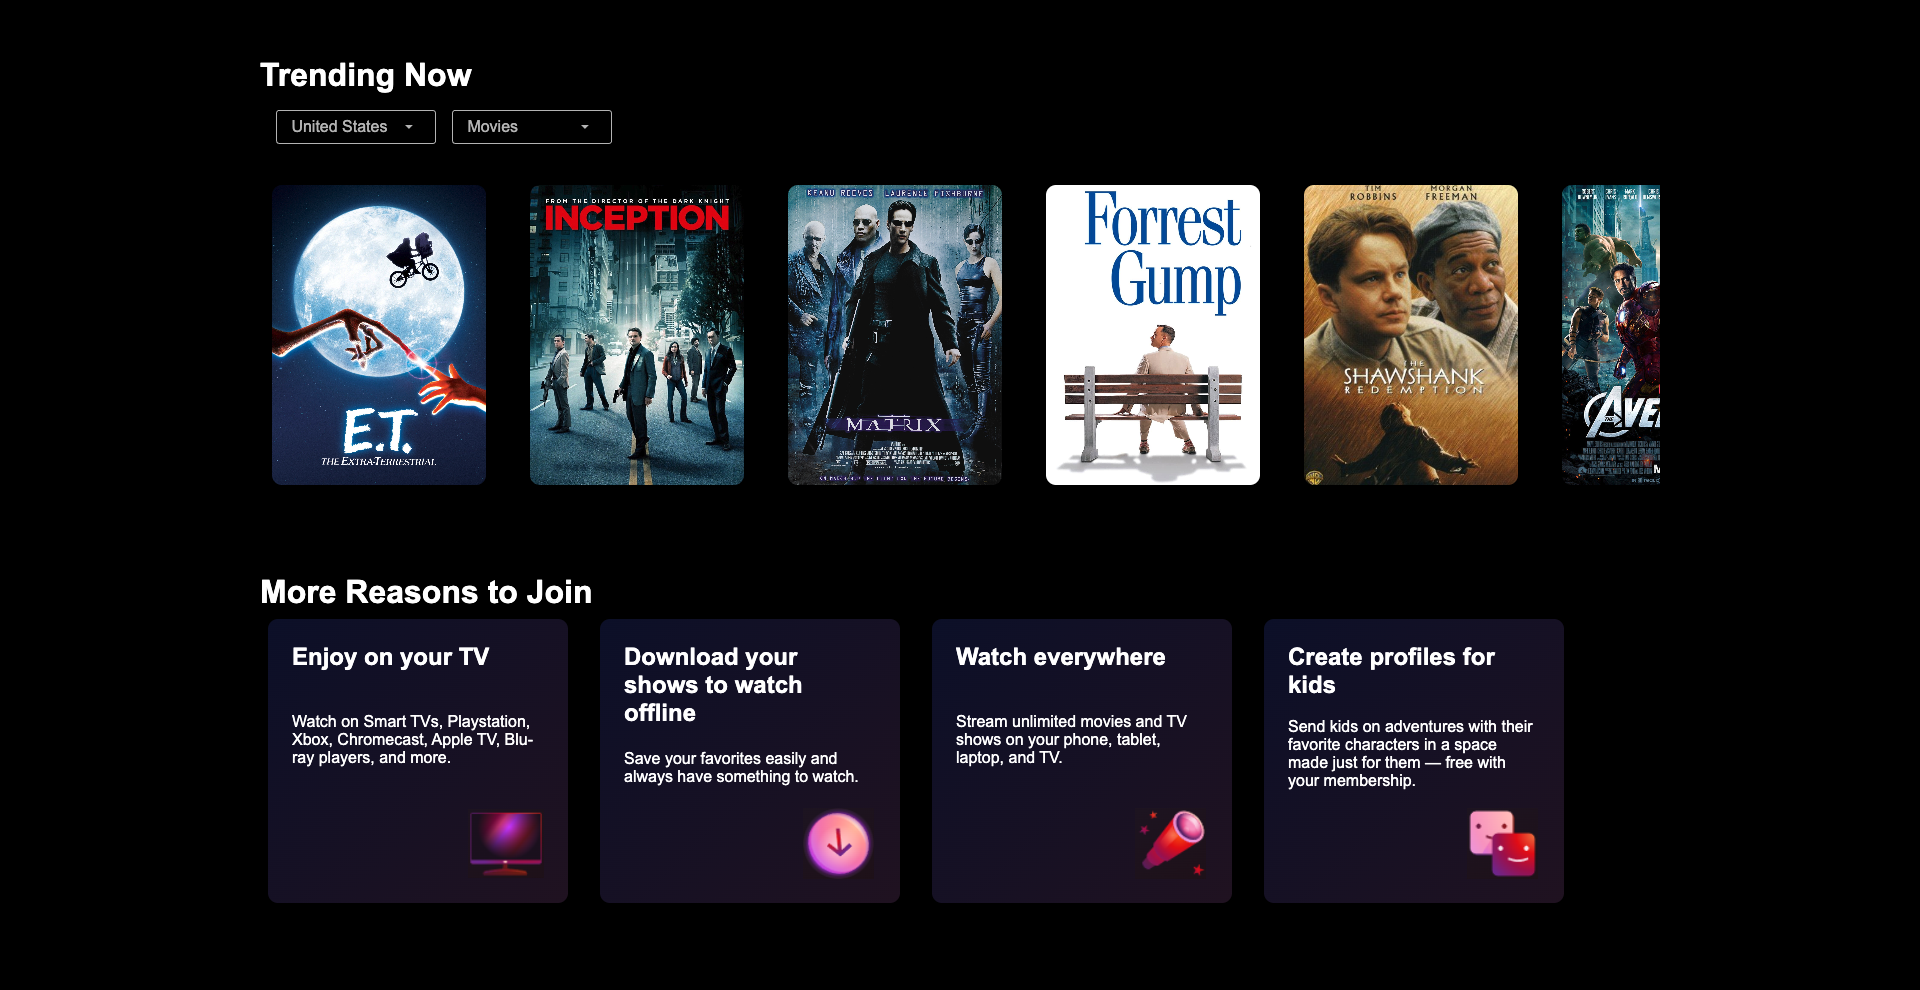 Trending Now
United States
Movies
E.T.
THE EXTRA-TERRESTRIAL
FROM THE DIRECTOR OF THE DARK KNIGHT
INCEPTION
KEANU REEVES LAURENCE FISHBURNE
MATRIX
Forrest
Gump
TIM
ROBBINS
MORGAN
FREEMAN
THE
SHAWSHANK
REDEMPTION
THE
AVE
More Reasons to Join
Enjoy on your TV
Watch on Smart TVs, Playstation,
Xbox, Chromecast, Apple TV, Blu-
ray players, and more.
Download your
shows to watch
offline
Save your favorites easily and
always have something to watch.
Watch everywhere
Stream unlimited movies and TV
shows on your phone, tablet,
laptop, and TV.
Create profiles for
kids
Send kids on adventures with their
favorite characters in a space
made just for them — free with
your membership.